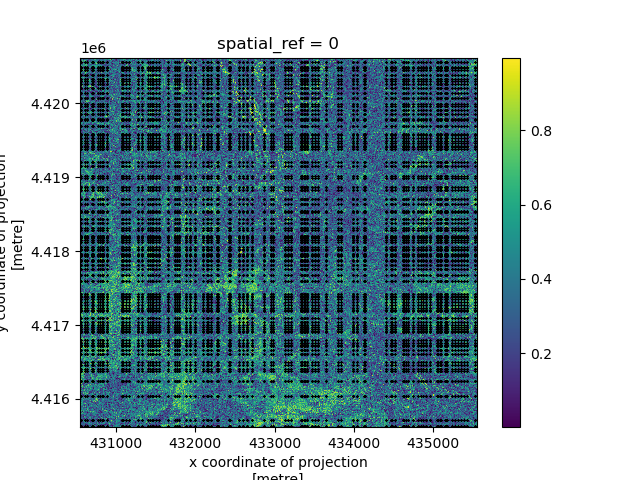 spatial_ref = 0
1e6
4.420
4.419
4.418
4.417
4.416
y coordinate of projection
[metre]
431000 432000 433000 434000 435000
x coordinate of projection
[metre]
0.8
0.6
0.4
0.2